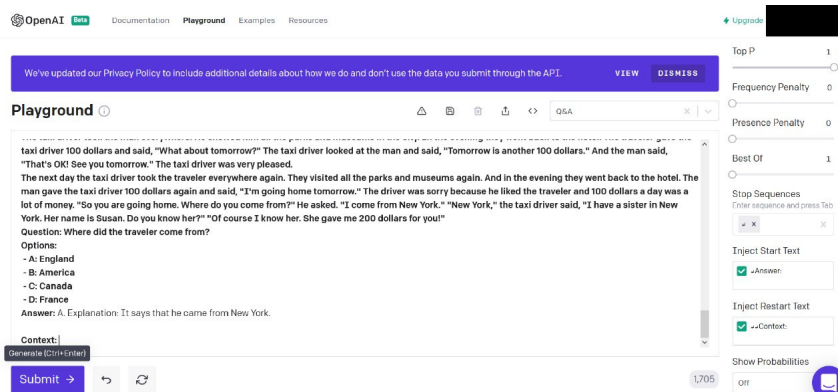 OpenAI Beta Documentation Playground Examples Resources Upgrade
We've updated our Privacy Policy to include additional details about how we do and don't use the data you submit through the API. VIEW DISMISS
Playground Q&A
taxi driver 100 dollars and said, "What about tomorrow?" The taxi driver looked at the man and said, "Tomorrow is another 100 dollars." And the man said,
"That's OK! See you tomorrow." The taxi driver was very pleased.
The next day the taxi driver took the traveler everywhere again. They visited all the parks and museums again. And in the evening they went back to the hotel. The
man gave the taxi driver 100 dollars again and said, "I'm going home tomorrow." The driver was sorry because he liked the traveler and 100 dollars a day was a
lot of money. "So you are going home. Where do you come from?" He asked. "I come from New York." "New York," the taxi driver said, "I have a sister in New
York. Her name is Susan. Do you know her?" "Of course I know her. She gave me 200 dollars for you!"
Question: Where did the traveler come from?
Options:
- A: England
- B: America
- C: Canada
- D: France
Answer: A. Explanation: It says that he came from New York.
Context:
Generate (Ctrl+Enter)
Submit
1,705
Top P 1
Frequency Penalty 0
Presence Penalty 0
Best Of 1
Stop Sequences
Enter sequence and press Tab
↵ ×
Inject Start Text
↵Answer:
Inject Restart Text
↵↵Context:
Show Probabilities
Off